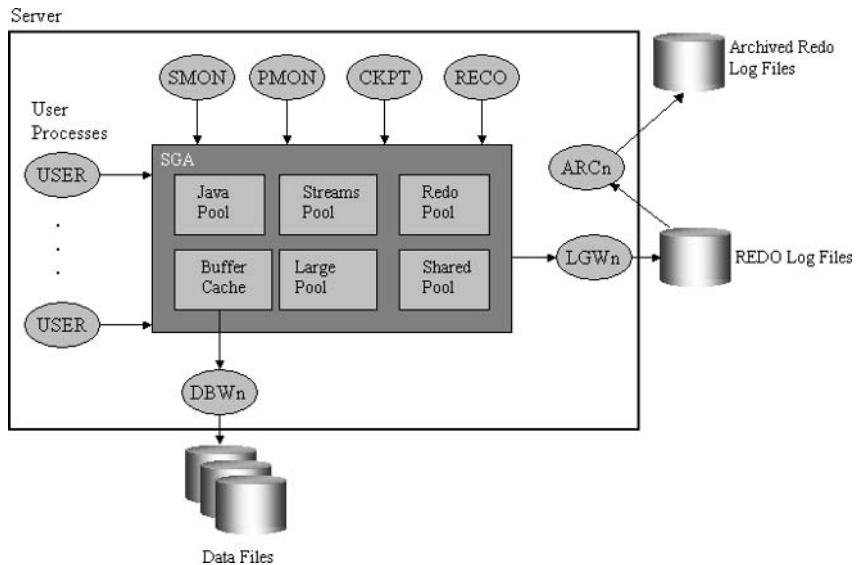 Server
SMON
PMON
CKPT
RECO
Archived Redo
Log Files
User
Processes
SGA
USER
ARCn
Java
Pool
Streams
Pool
Redo
Pool
Buffer
Cache
Large
Pool
Shared
Pool
LGWn
REDO Log Files
USER
DBWn
Data Files